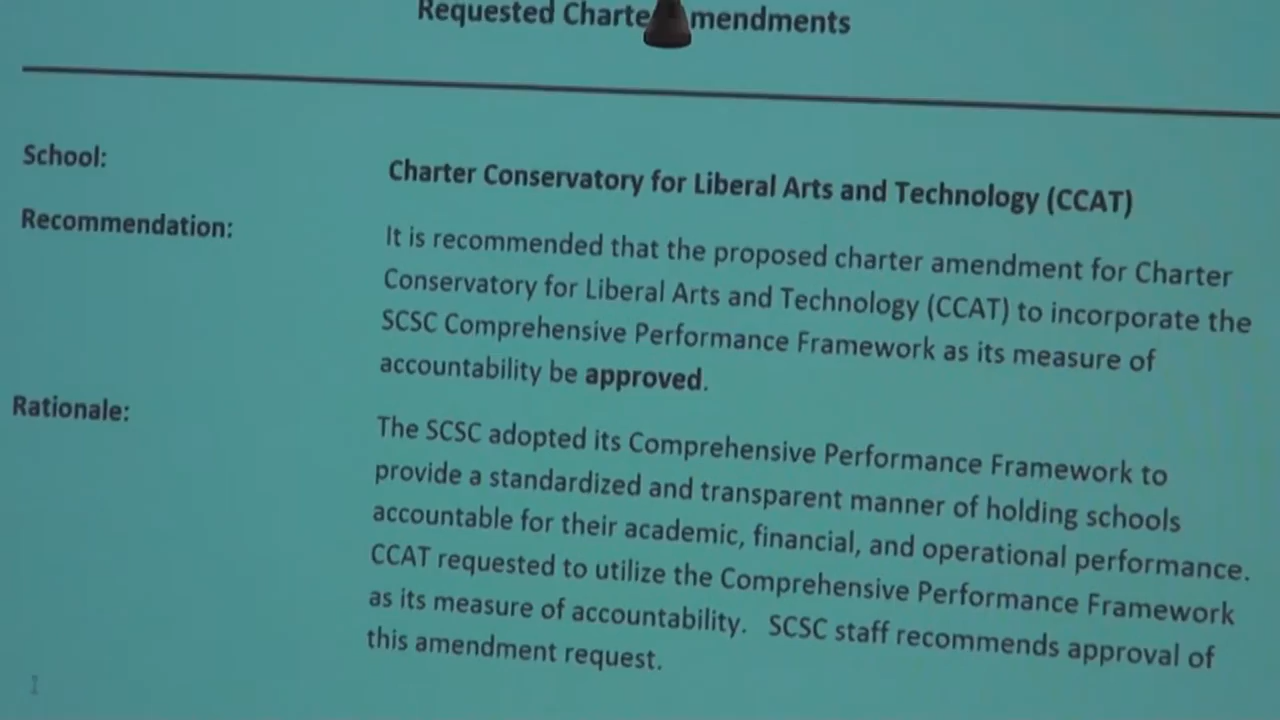 Requested Charte mendments
School:
Charter Conservatory for Liberal Arts and Technology (CCAT)
Recommendation:
It is recommended that the proposed charter amendment for Charter
Conservatory for Liberal Arts and Technology (CCAT) to incorporate the
SCSC Comprehensive Performance Framework as its measure of
accountability be approved.
Rationale:
The SCSC adopted its Comprehensive Performance Framework to
provide a standardized and transparent manner of holding schools
accountable for their academic, financial, and operational performance.
CCAT requested to utilize the Comprehensive Performance Framework
as its measure of accountability. SCSC staff recommends approval of
this amendment request.
1